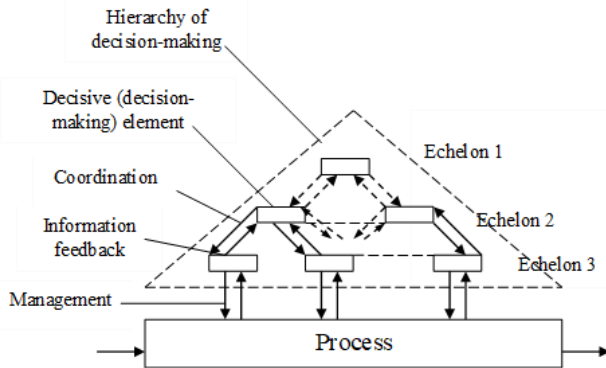 Hierarchy of
decision-making
Decisive (decision-
making) element
Echelon 1
Coordination
Information
feedback
Echelon 2
Echelon 3
Management
Process